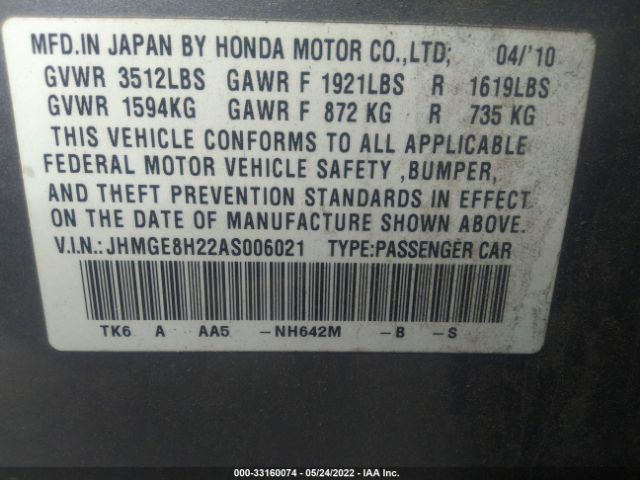 MFD.IN JAPAN BY HONDA MOTOR CO.,LTD; 04/'10
GVWR 3512LBS GAWR F 1921LBS R 1619LBS
GVWR 1594KG GAWR F 872 KG R 735 KG
THIS VEHICLE CONFORMS TO ALL APPLICABLE
FEDERAL MOTOR VEHICLE SAFETY ,BUMPER,
AND THEFT PREVENTION STANDARDS IN EFFECT
ON THE DATE OF MANUFACTURE SHOWN ABOVE.
V.I.N.:JHMGE8H22AS006021 TYPE:PASSENGER CAR
TK6 A AA5 -NH642M -B -S
000-33160074 - 05/24/2022 - IAA Inc.